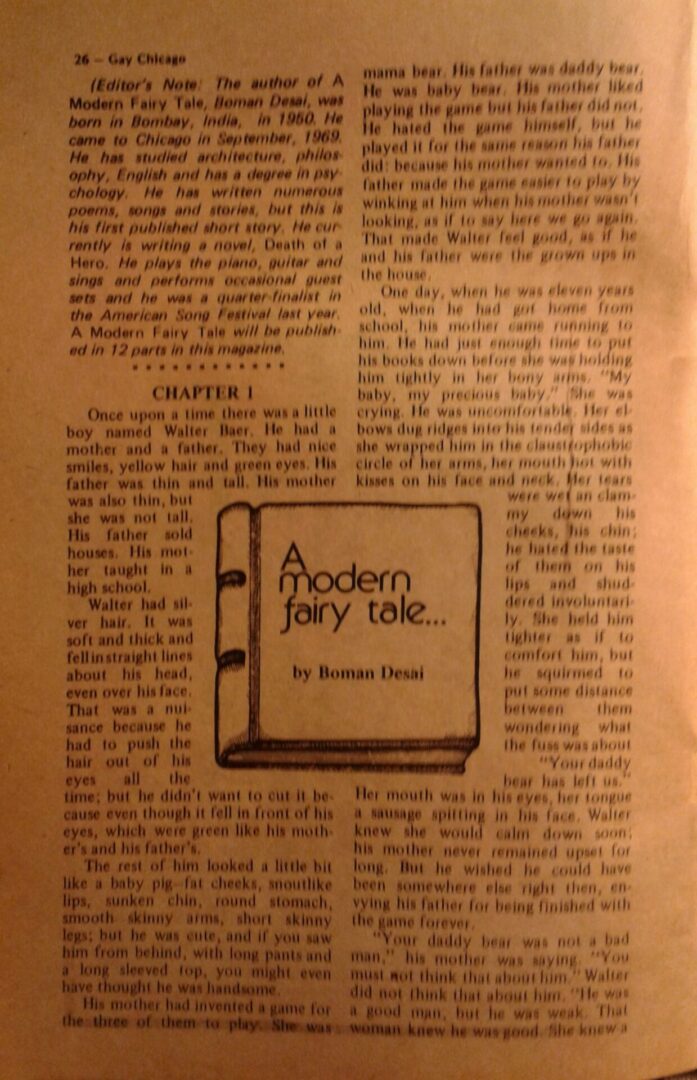 26 — Gay Chicago
(Editor's Note: The author of A
Modern Fairy Tale, Boman Desai, was
born in Bombay, India, in 1950. He
came to Chicago in September, 1969.
He has studied architecture, philos-
ophy, English and has a degree in psy-
chology. He has written numerous
poems, songs and stories, but this is
his first published short story. He cur-
rently is writing a novel, Death of a
Hero. He plays the piano, guitar and
sings and performs occasional guest
sets and he was a quarter-finalist in
the American Song Festival last year.
A Modern Fairy Tale will be publish-
ed in 12 parts in this magazine.
CHAPTER I
Once upon a time there was a little
boy named Walter Baer. He had a
mother and a father. They had nice
smiles, yellow hair and green eyes. His
father was thin and tall. His mother
was also thin, but
she was not tall.
His father sold
houses. His mot-
her taught in a
high school.
Walter had sil-
ver hair. It was
soft and thick and
fell in straight lines
about his head,
even over his face.
That was a nui-
sance because he
had to push the
hair out of his
eyes all the
time; but he didn't want to cut it be-
cause even though it fell in front of his
eyes, which were green like his moth-
er's and his father's.
The rest of him looked a little bit
like a baby pig—fat cheeks, snoutlike
lips, sunken chin, round stomach,
smooth skinny arms, short skinny
legs; but he was cute, and if you saw
him from behind, with long pants and
a long sleeved top, you might even
have thought he was handsome.
His mother had invented a game for
the three of them to play. She was
A
modern
fairy tale...
by Boman Desai
mama bear. His father was daddy bear.
He was baby bear. His mother liked
playing the game but his father did not.
He hated the game himself, but he
played it for the same reason his father
did: because his mother wanted to. His
father made the game easier to play by
winking at him when his mother wasn't
looking, as if to say here we go again.
That made Walter feel good, as if he
and his father were the grown ups in
the house.
One day, when he was eleven years
old, when he had got home from
school, his mother came running to
him. He had just enough time to put
his books down before she was holding
him tightly in her bony arms. "My
baby, my precious baby." She was
crying. He was uncomfortable. Her el-
bows dug ridges into his tender sides as
she wrapped him in the claustrophobic
circle of her arms, her mouth hot with
kisses on his face and neck. Her tears
were wet an clam-
my down his
cheeks, his chin;
he hated the taste
of them on his
lips and shud-
dered involuntari-
ly. She held him
tighter as if to
comfort him, but
he squirmed to
put some distance
between them
wondering what
the fuss was about
"Your daddy
bear has left us."
Her mouth was in his eyes, her tongue
a sausage spitting in his face. Walter
knew she would calm down soon;
his mother never remained upset for
long. But he wished he could have
been somewhere else right then, en-
vying his father for being finished with
the game forever.
"Your daddy bear was not a bad
man," his mother was saying. "You
must not think that about him." Walter
did not think that about him. "He was
a good man, but he was weak. That
woman knew he was good. She knew a